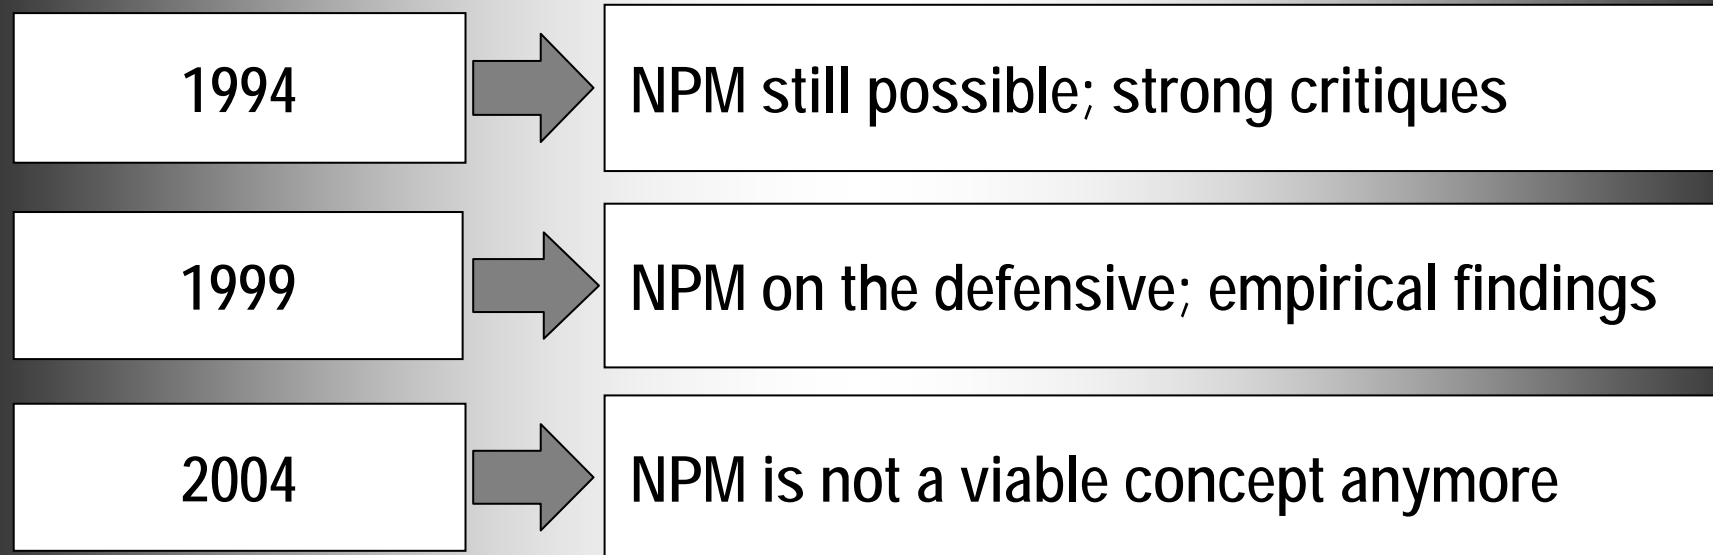 1994
NPM still possible; strong critiques
1999
NPM on the defensive; empirical findings
2004
NPM is not a viable concept anymore